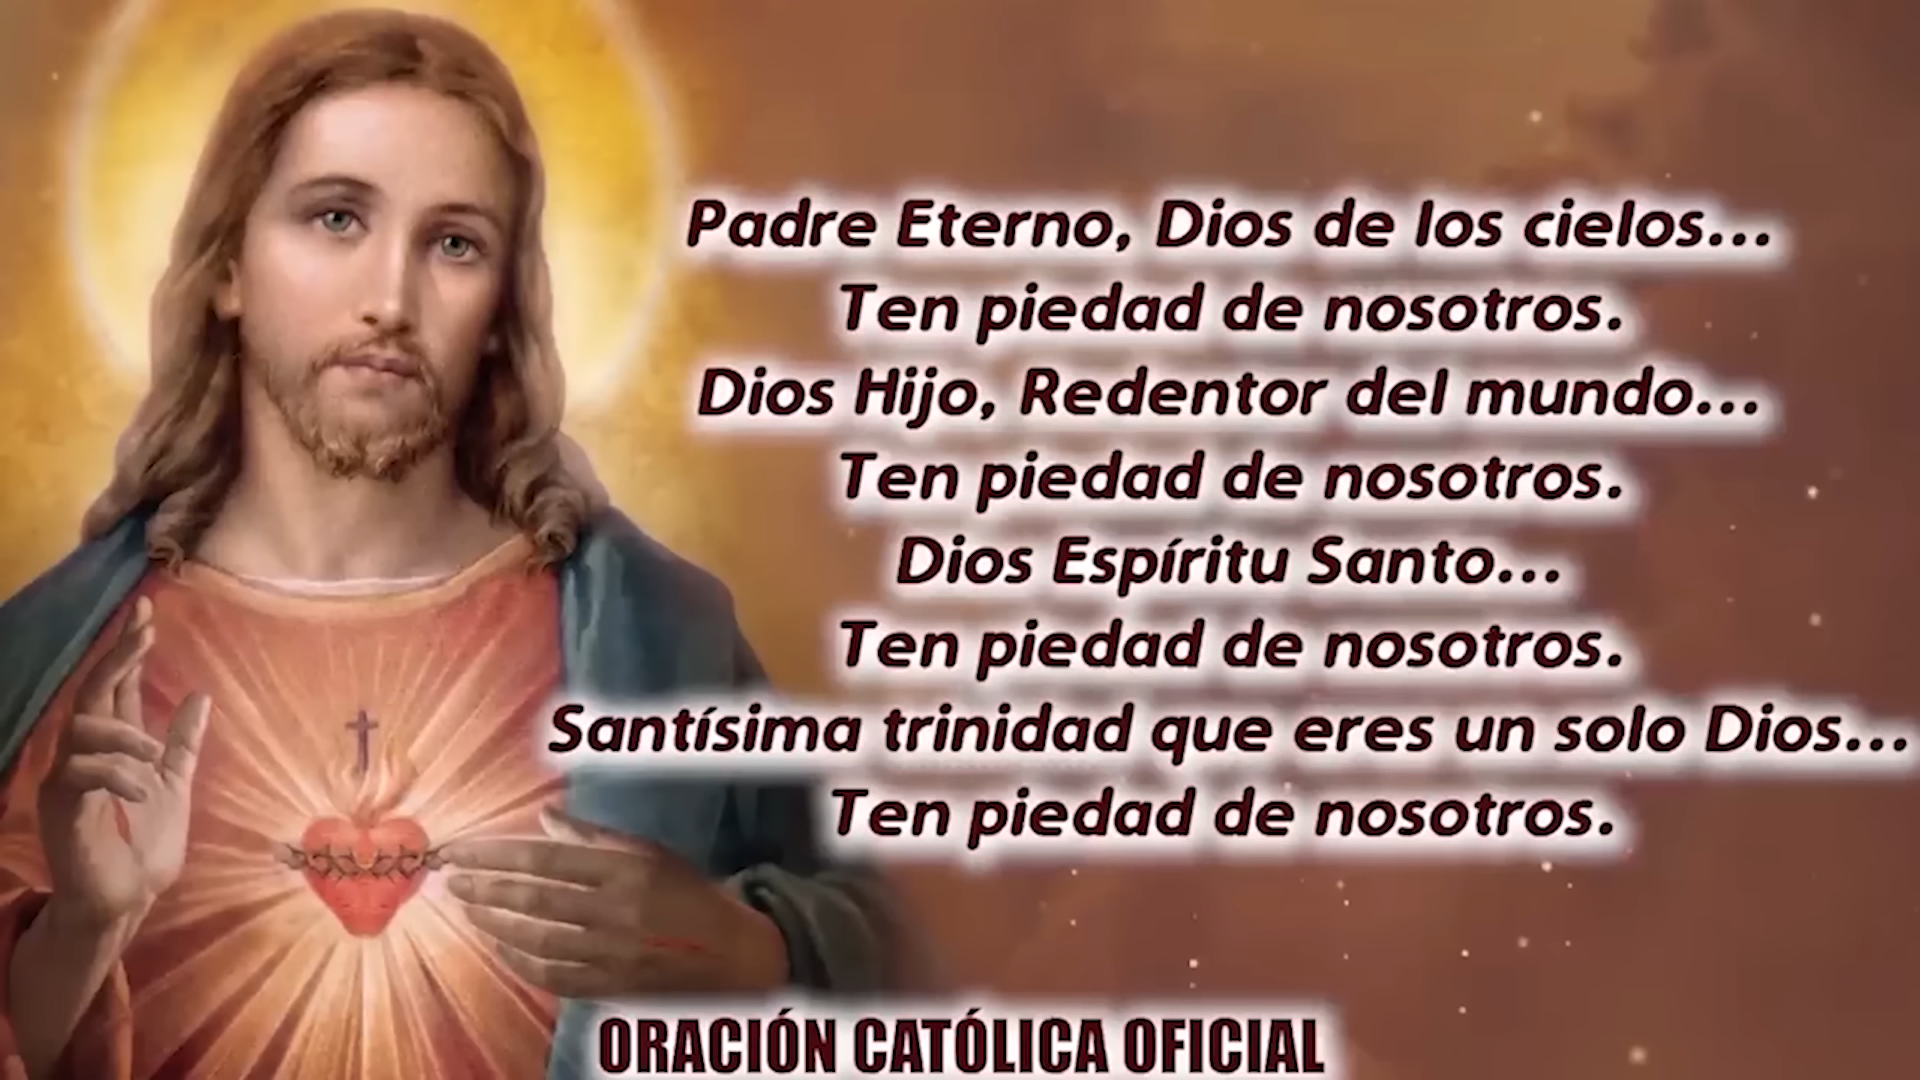 Padre Eterno, Dios de los cielos...
Ten piedad de nosotros.
Dios Hijo, Redentor del mundo...
Ten piedad de nosotros.
Dios Espíritu Santo...
Ten piedad de nosotros.
Santísima trinidad que eres un solo Dios...
Ten piedad de nosotros.
ORACIÓN CATÓLICA OFICIAL